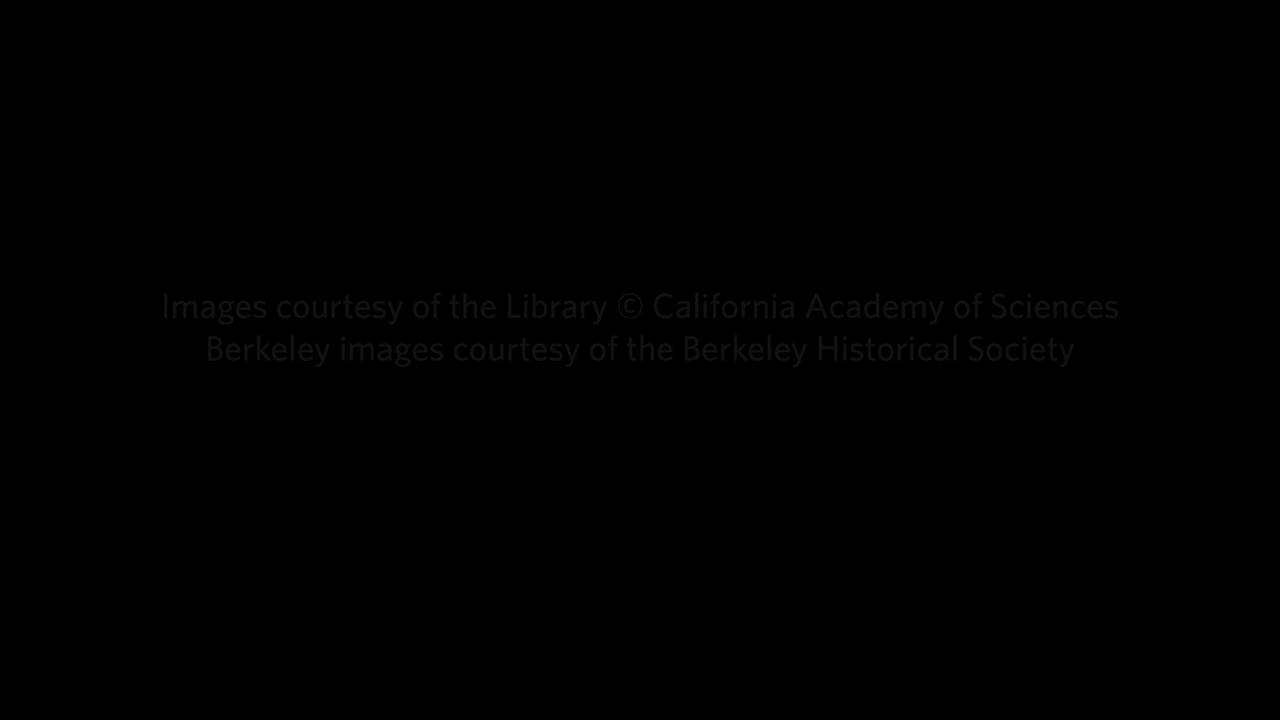 Images courtesy of the Library © California Academy of Sciences
Berkeley images courtesy of the Berkeley Historical Society